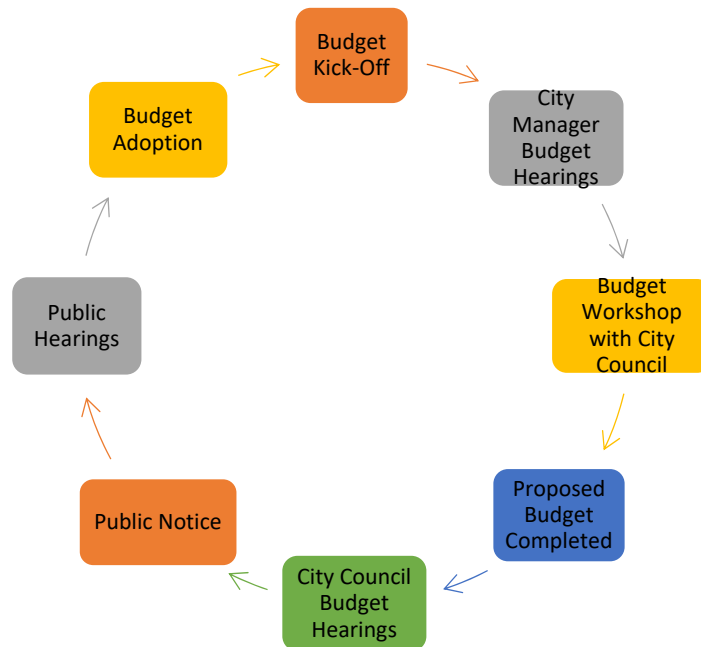 Budget
Kick-Off
City
Manager
Budget
Hearings
Budget
Workshop
with City
Council
Proposed
Budget
Completed
City Council
Budget
Hearings
Public Notice
Public
Hearings
Budget
Adoption